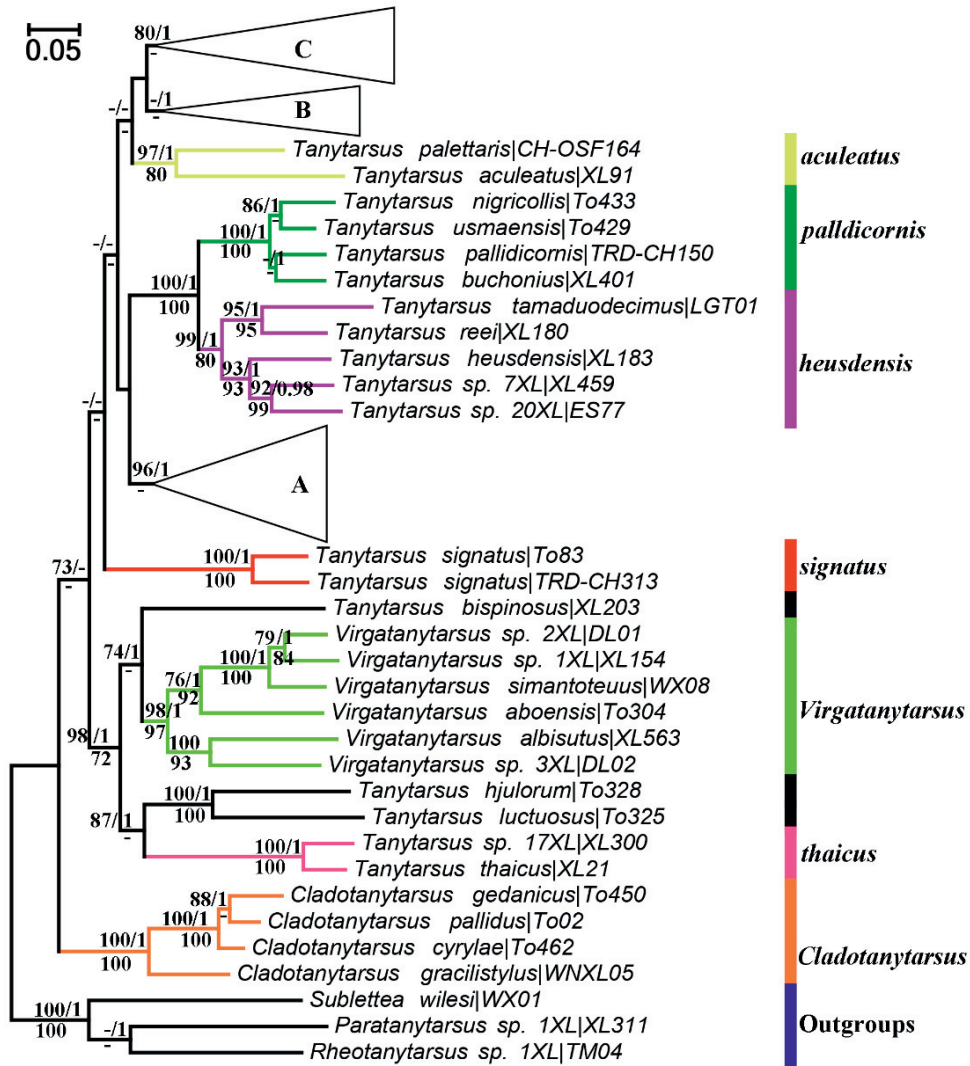 0.05
80/1
-
C
-/1
-
B
-/-
-
97/1
80
Tanytarsus palettaris|CH-OSF164
Tanytarsus aculeatus|XL91
aculeatus
Tanytarsus nigricollis|To433
86/1
-
Tanytarsus usmaensis|To429
100/1
100
Tanytarsus pallidicornis|TRD-CH150
-/1
-
Tanytarsus buchonius|XL401
palldicornis
-/-
-
100/1
100
Tanytarsus tamaduodecimus|LGT01
95/1
95
Tanytarsus reei|XL180
99/1
80
Tanytarsus heusdensis|XL183
93/1
93
92/0.98
99
Tanytarsus sp. 7XL|XL459
Tanytarsus sp. 20XL|ES77
heusdensis
-/-
-
96/1
-
A
Tanytarsus signatus|To83
100/1
100
Tanytarsus signatus|TRD-CH313
signatus
73/-
-
Tanytarsus bispinosus|XL203
74/1
-
Virgatanytarsus sp. 2XL|DL01
79/1
84
Virgatanytarsus sp. 1XL|XL154
100/1
100
Virgatanytarsus simantoteuus|WX08
76/1
92
Virgatanytarsus aboensis|To304
98/1
97
Virgatanytarsus albisutus|XL563
100
93
Virgatanytarsus sp. 3XL|DL02
Virgatanytarsus
98/1
72
Tanytarsus hjulorum|To328
100/1
100
Tanytarsus luctuosus|To325
87/1
-
Tanytarsus sp. 17XL|XL300
100/1
100
Tanytarsus thaicus|XL21
thaicus
Cladotanytarsus gedanicus|To450
88/1
-
Cladotanytarsus pallidus|To02
100/1
100
Cladotanytarsus cyrylae|To462
100/1
100
Cladotanytarsus gracilistylus|WNXL05
Cladotanytarsus
Sublettea wilesi|WX01
100/1
100
Paratanytarsus sp. 1XL|XL311
-/1
-
Rheotanytarsus sp. 1XL|TM04
Outgroups